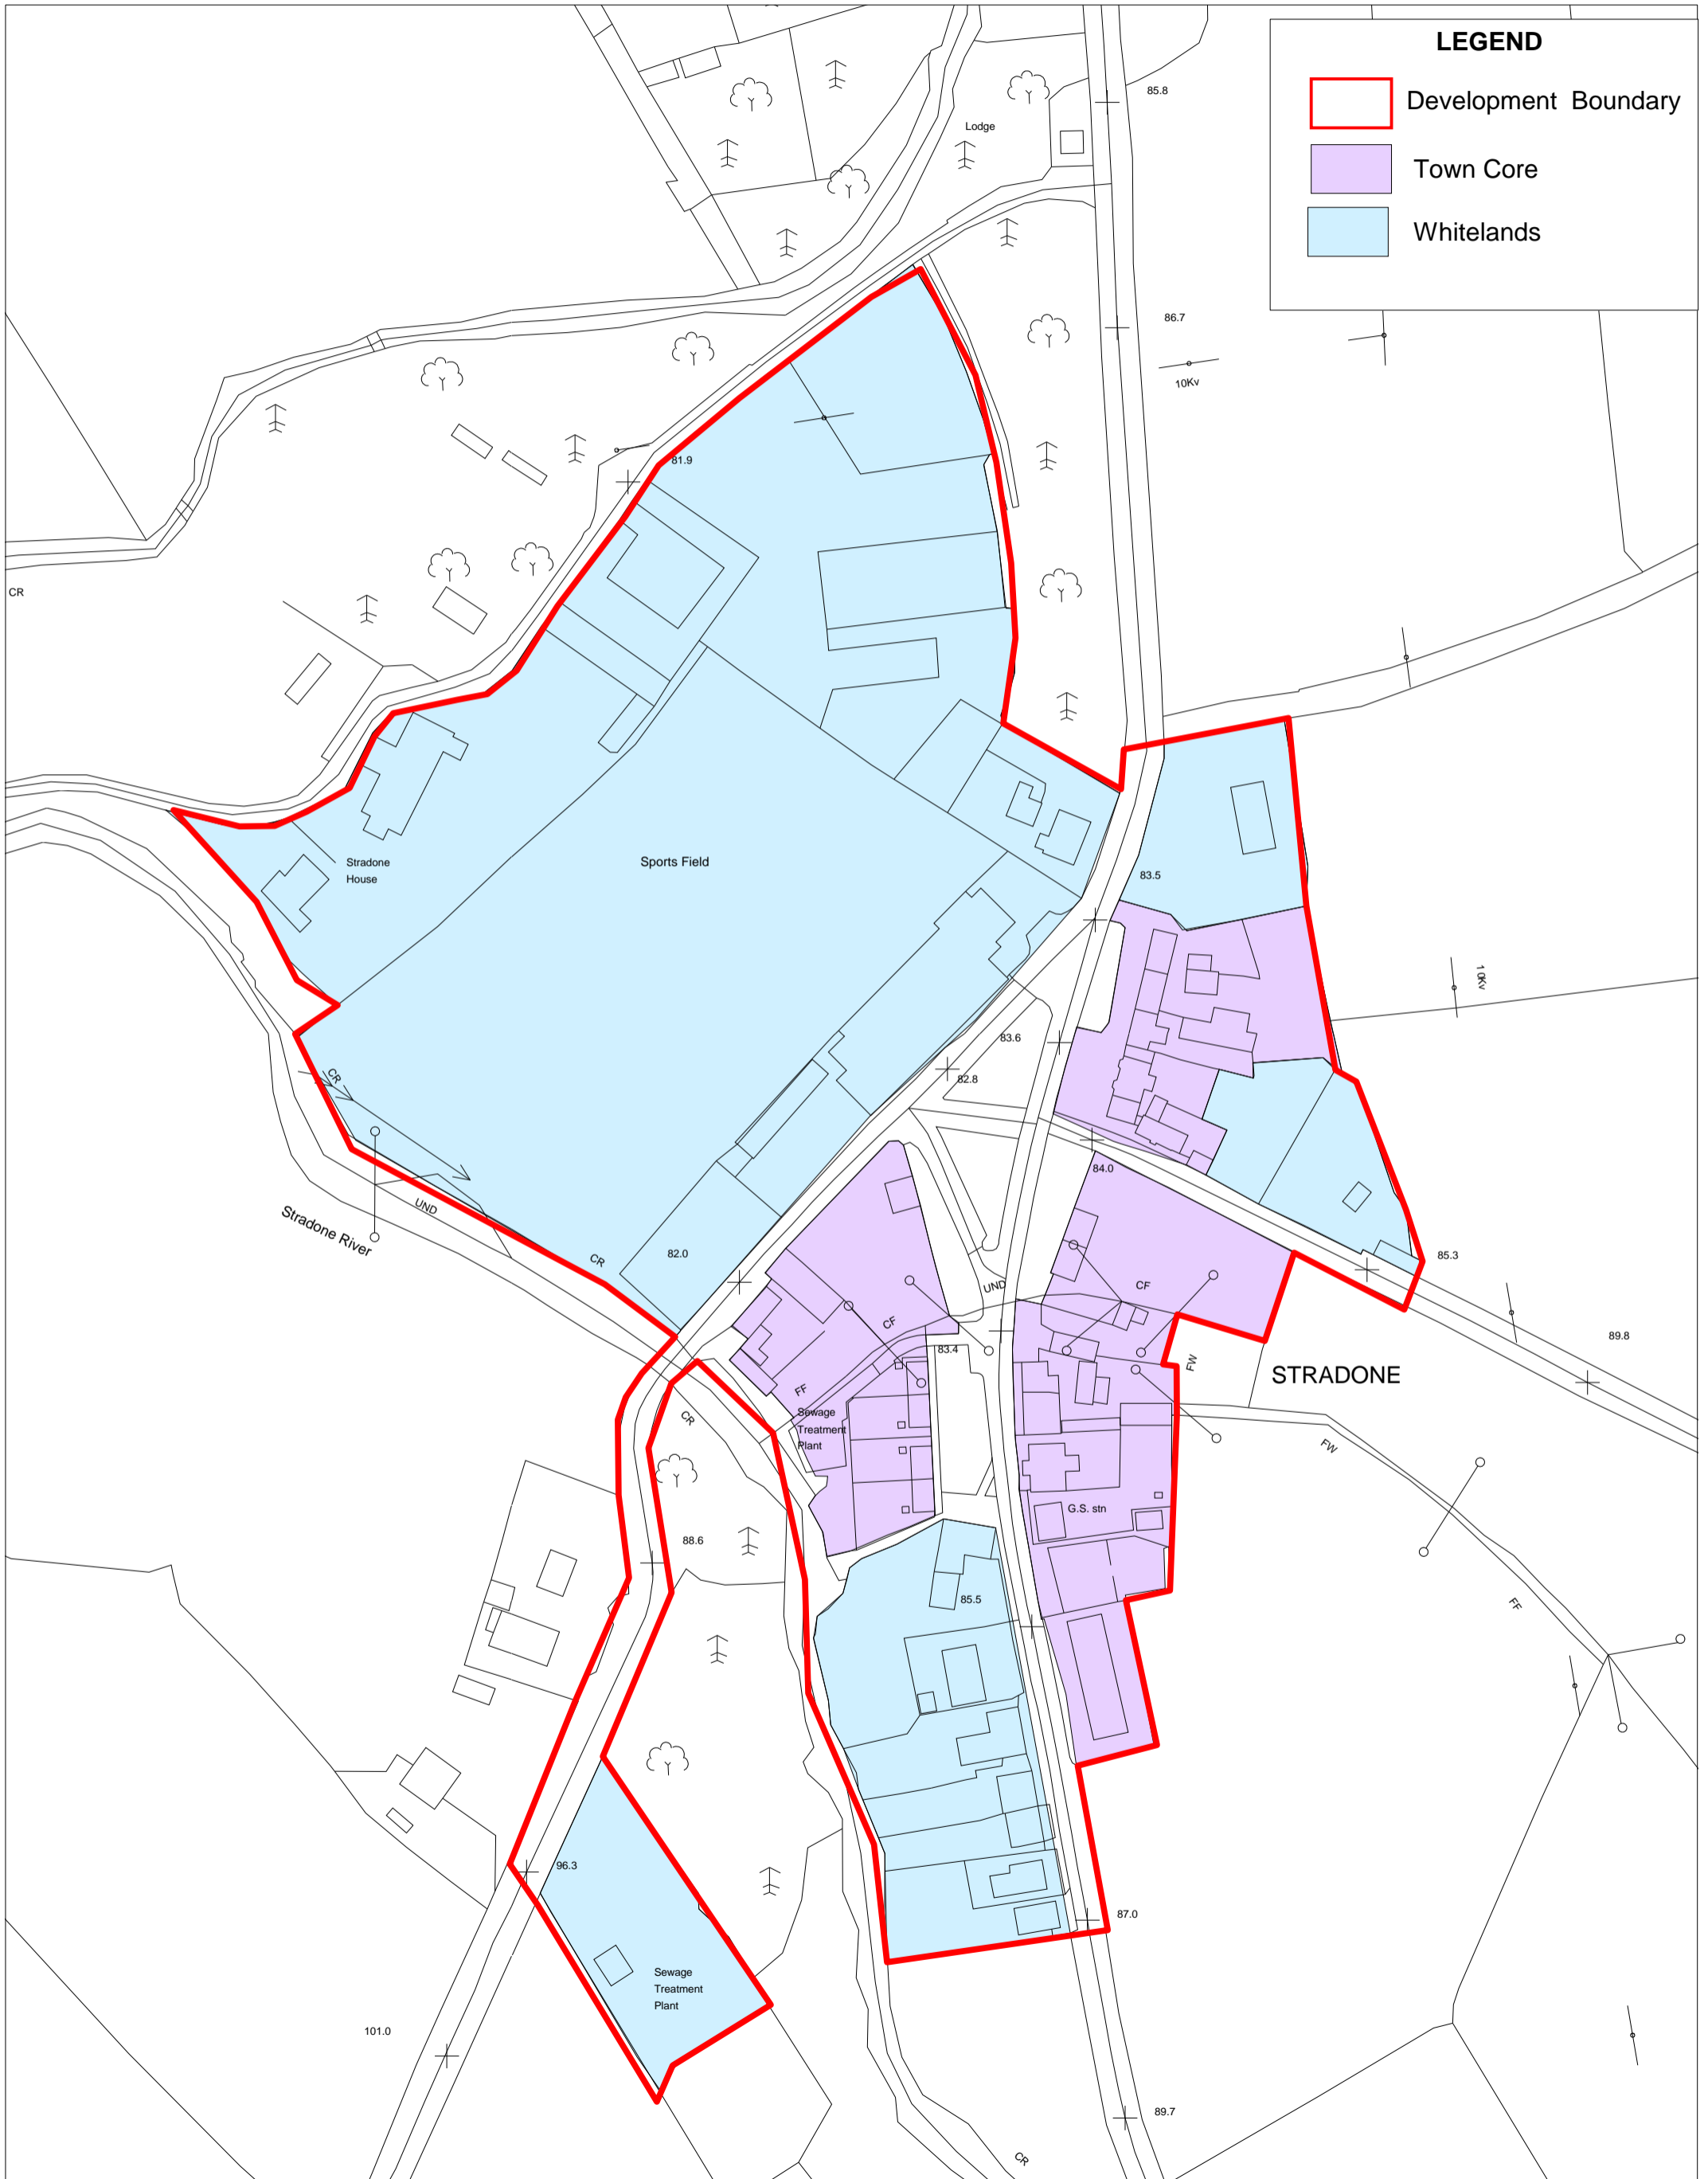 LEGEND
Development Boundary
Town Core
Whitelands
85.8
Lodge
86.7
10Kv
81.9
CR
Stradone
House
Sports Field
83.5
10Kv
83.6
82.8
CR
84.0
UND
Stradone River
82.0
CR
85.3
CF
UND
CF
89.8
83.4
FW
STRADONE
FF
CR
Sewage
Treatment
Plant
FW
G.S. stn
88.6
85.5
FF
96.3
87.0
Sewage
Treatment
Plant
101.0
89.7
CR